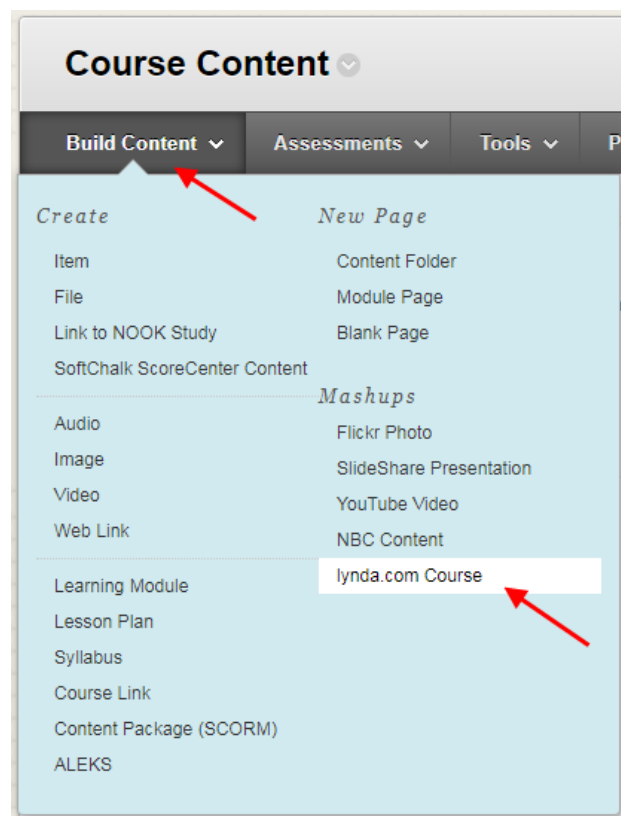 Course Content
Build Content Assessments Tools P
Create
Item
File
Link to NOOK Study
SoftChalk ScoreCenter Content
Audio
Image
Video
Web Link
Learning Module
Lesson Plan
Syllabus
Course Link
Content Package (SCORM)
ALEKS
New Page
Content Folder
Module Page
Blank Page
Mashups
Flickr Photo
SlideShare Presentation
YouTube Video
NBC Content
lynda.com Course